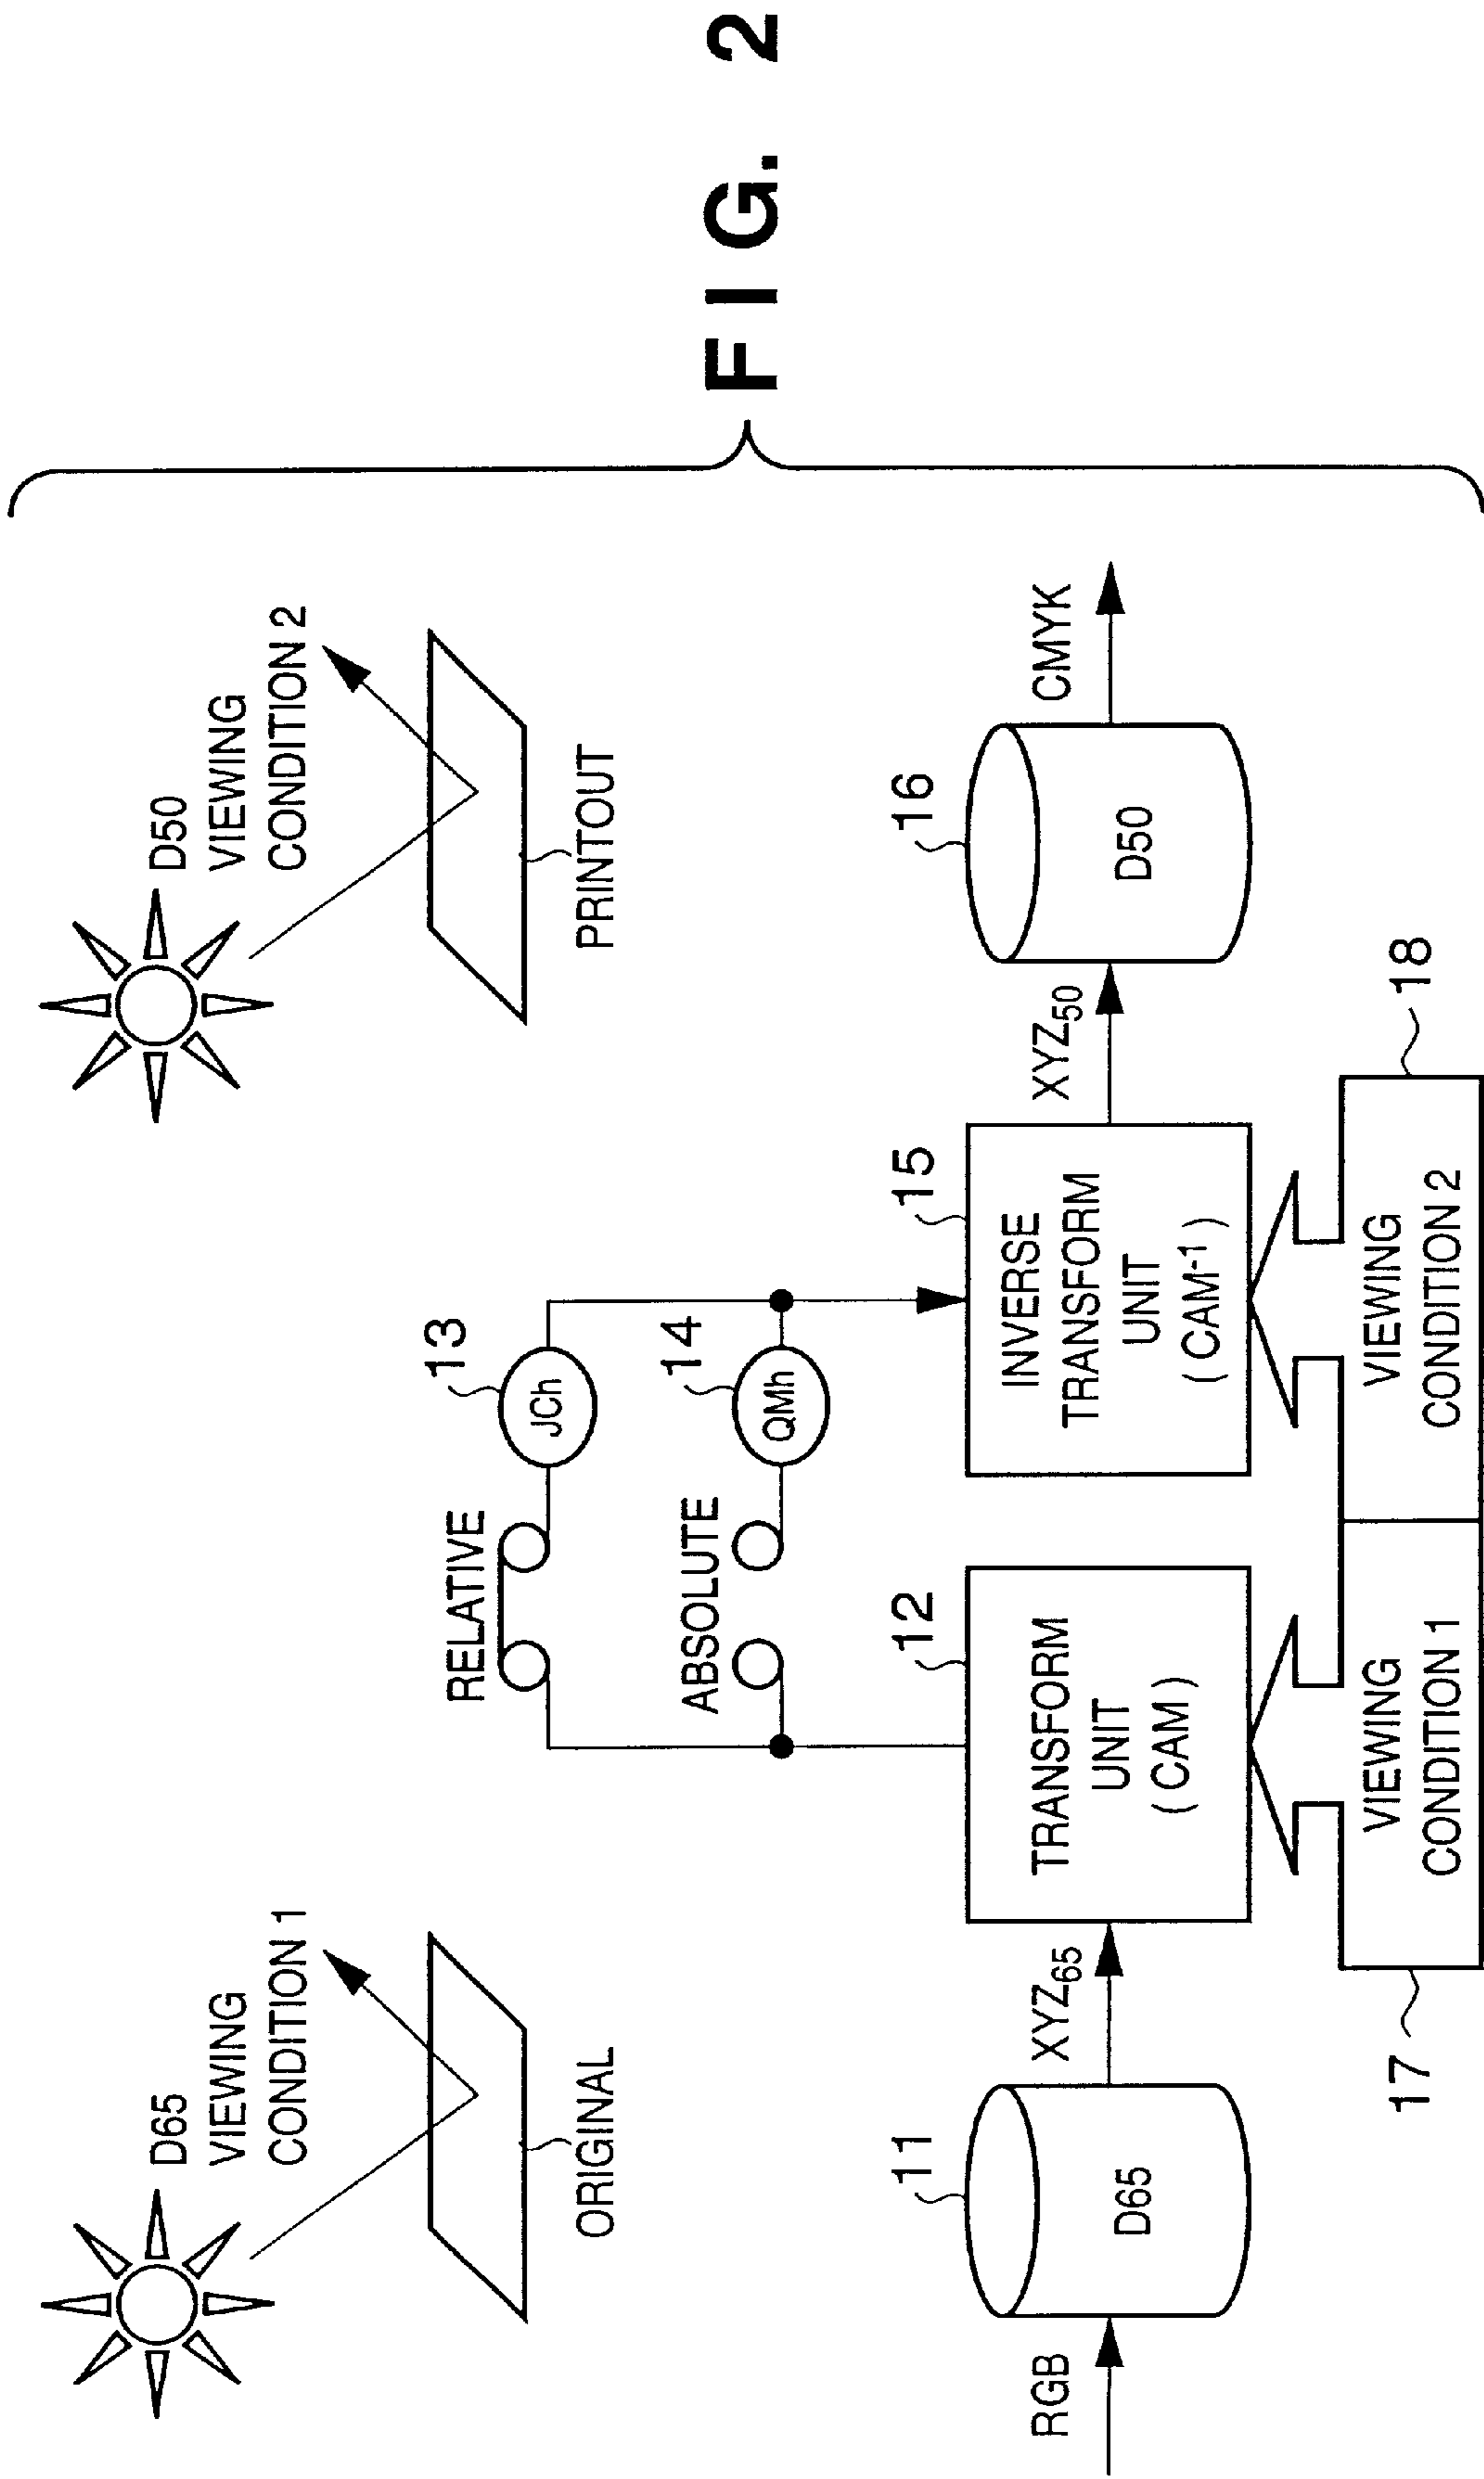 D65
VIEWING
CONDITION 1
ORIGINAL
D50
VIEWING
CONDITION 2
PRINTOUT
RELATIVE
13
JCh
ABSOLUTE
14
QMh
RGB
11
D65
XYZ65
12
TRANSFORM
UNIT
( CAM )
15
INVERSE
TRANSFORM
UNIT
( CAM-1 )
XYZ50
16
D50
CMYK
17
VIEWING
CONDITION 1
VIEWING
CONDITION 2
18
FIG. 2